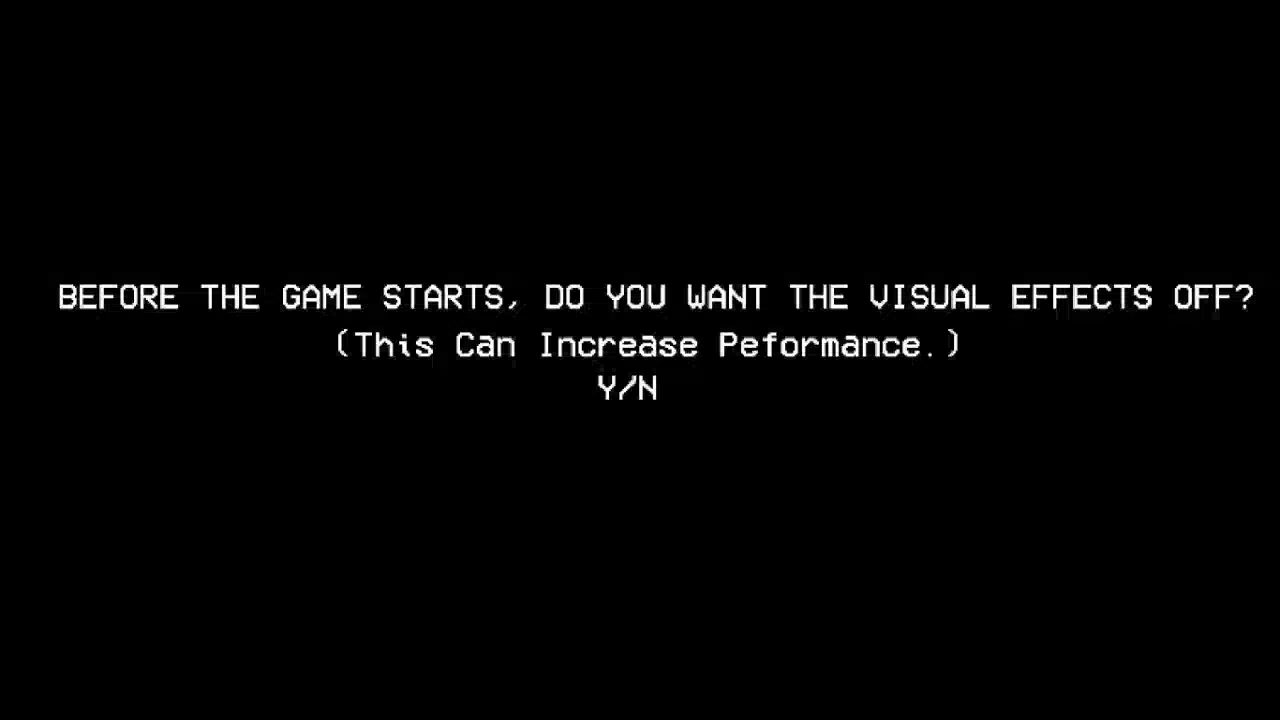 BEFORE THE GAME STARTS, DO YOU WANT THE VISUAL EFFECTS OFF?
(This Can Increase Peformance.)
Y/N